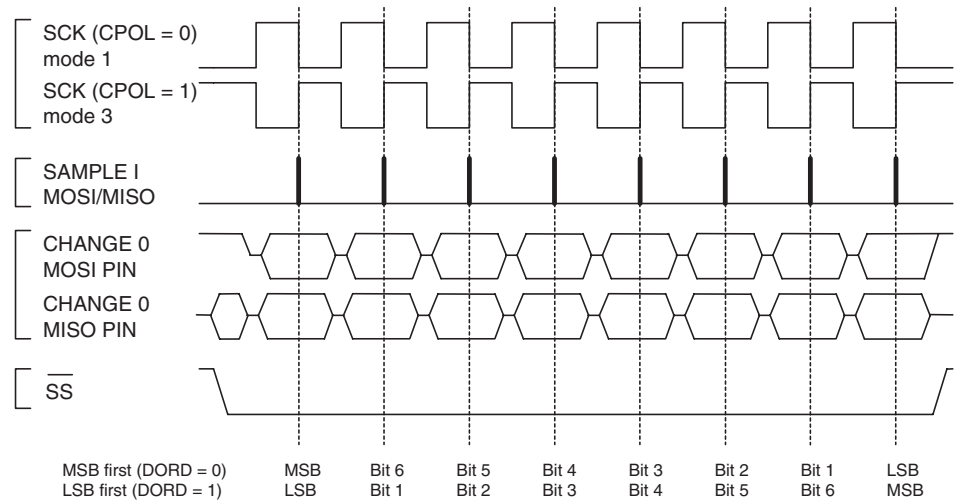 SCK (CPOL = 0)
mode 1
SCK (CPOL = 1)
mode 3
SAMPLE I
MOSI/MISO
CHANGE 0
MOSI PIN
CHANGE 0
MISO PIN
SS
MSB first (DORD = 0) MSB Bit 6 Bit 5 Bit 4 Bit 3 Bit 2 Bit 1 LSB
LSB first (DORD = 1) LSB Bit 1 Bit 2 Bit 3 Bit 4 Bit 5 Bit 6 MSB